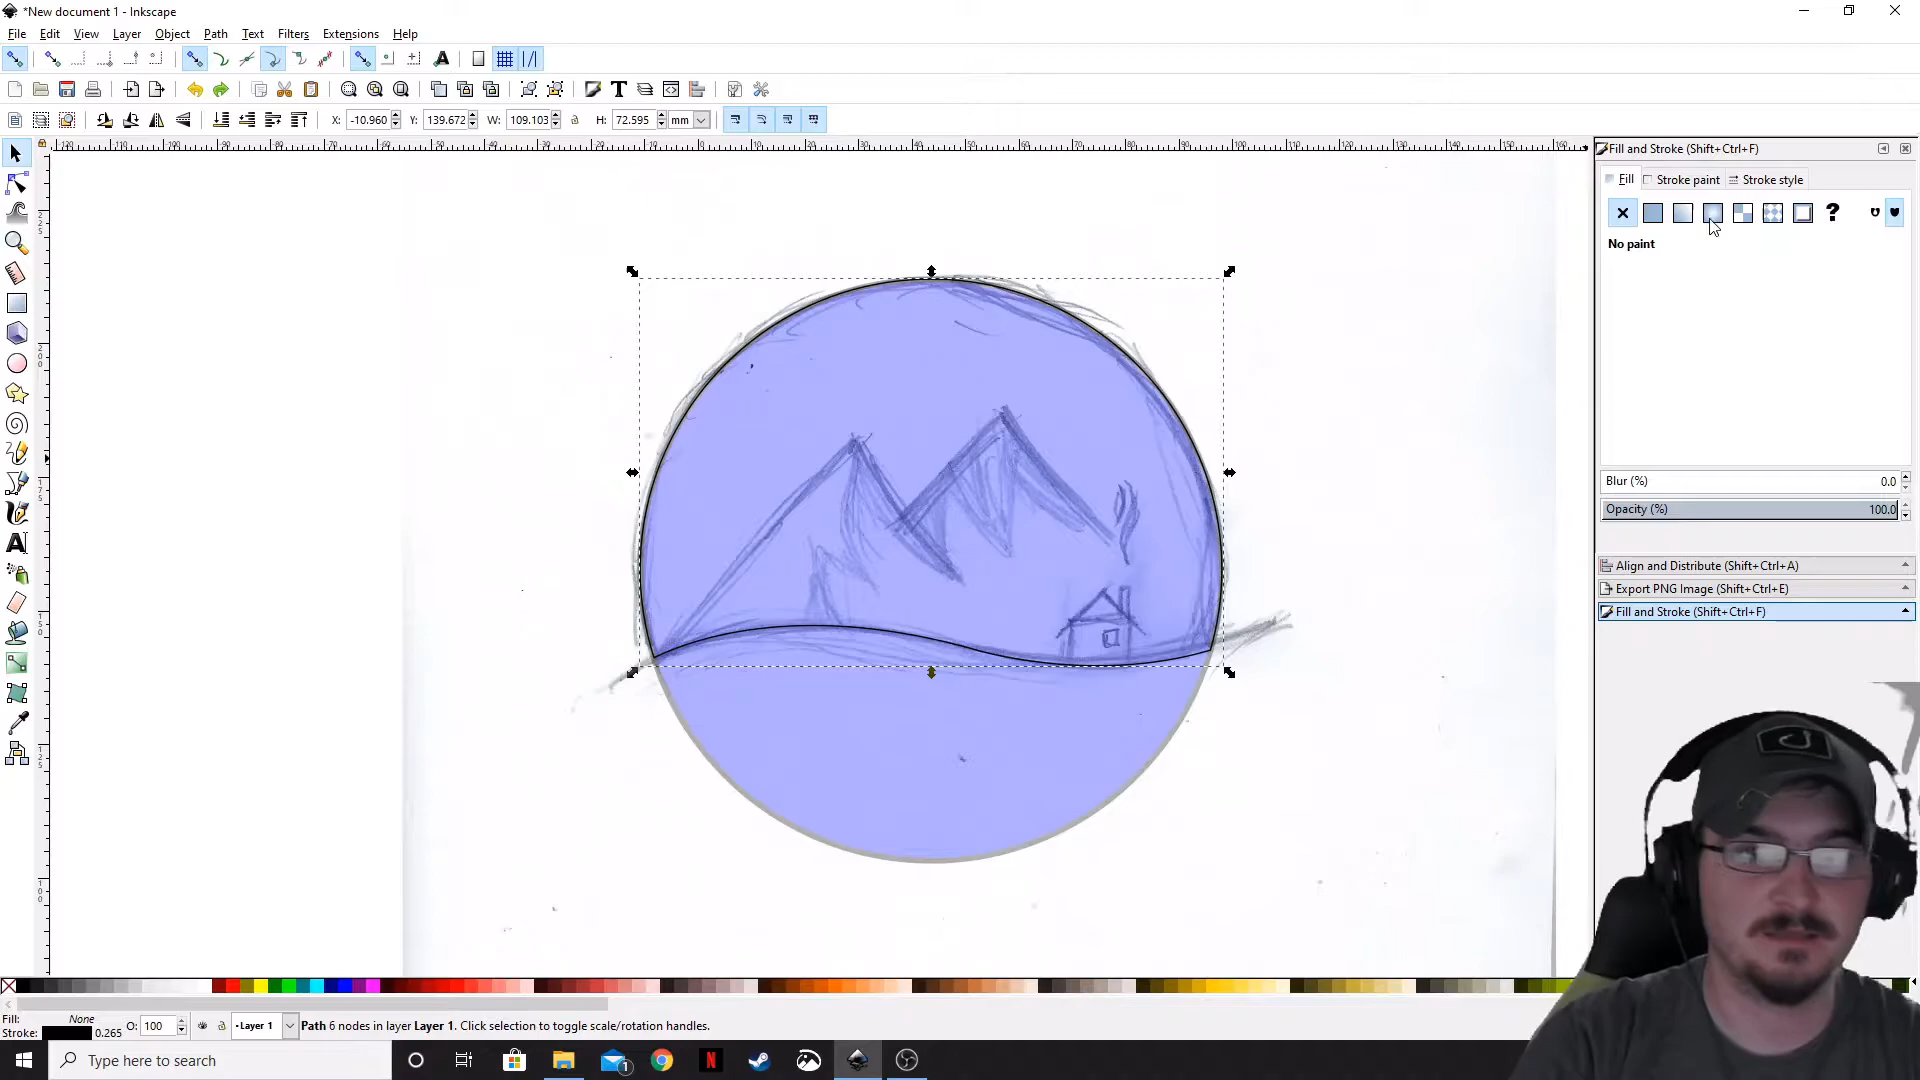 *New document 1 - Inkscape
File Edit View Layer Object Path Text Filters Extensions Help
X: -10.960 Y: 139.672 W: 109.103 H: 72.595 mm
Fill and Stroke (Shift+Ctrl+F)
Fill Stroke paint Stroke style
No paint
Blur (%) 0.0
Opacity (%) 100.0
Align and Distribute (Shift+Ctrl+A)
Export PNG Image (Shift+Ctrl+E)
Fill and Stroke (Shift+Ctrl+F)
Fill: None
Stroke: 0.265 O: 100 •Layer 1 Path 6 nodes in layer Layer 1. Click selection to toggle scale/rotation handles.
Type here to search